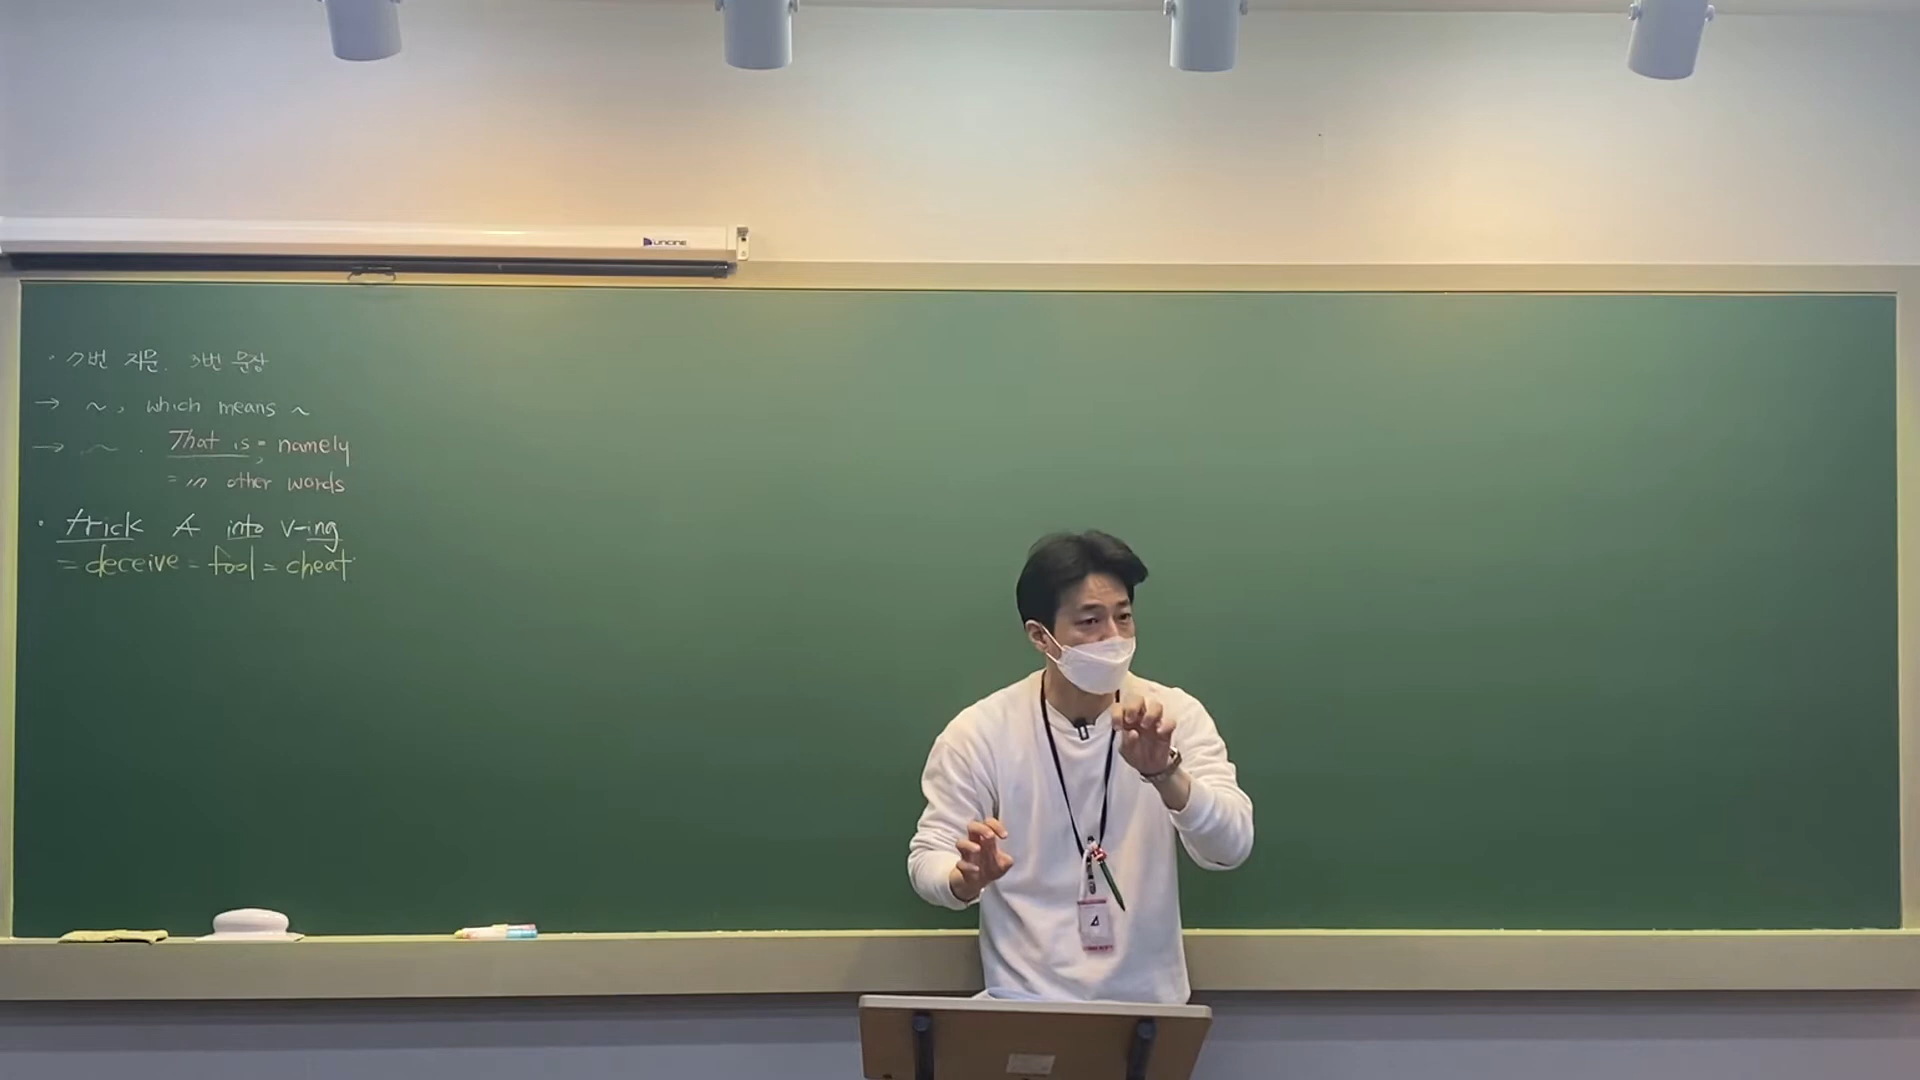 UNCINE
· 7번 지문. 3번 문장
→ ~, which means ~
→ ~. That is, = namely
= in other words
· trick A into v-ing
= deceive = fool = cheat